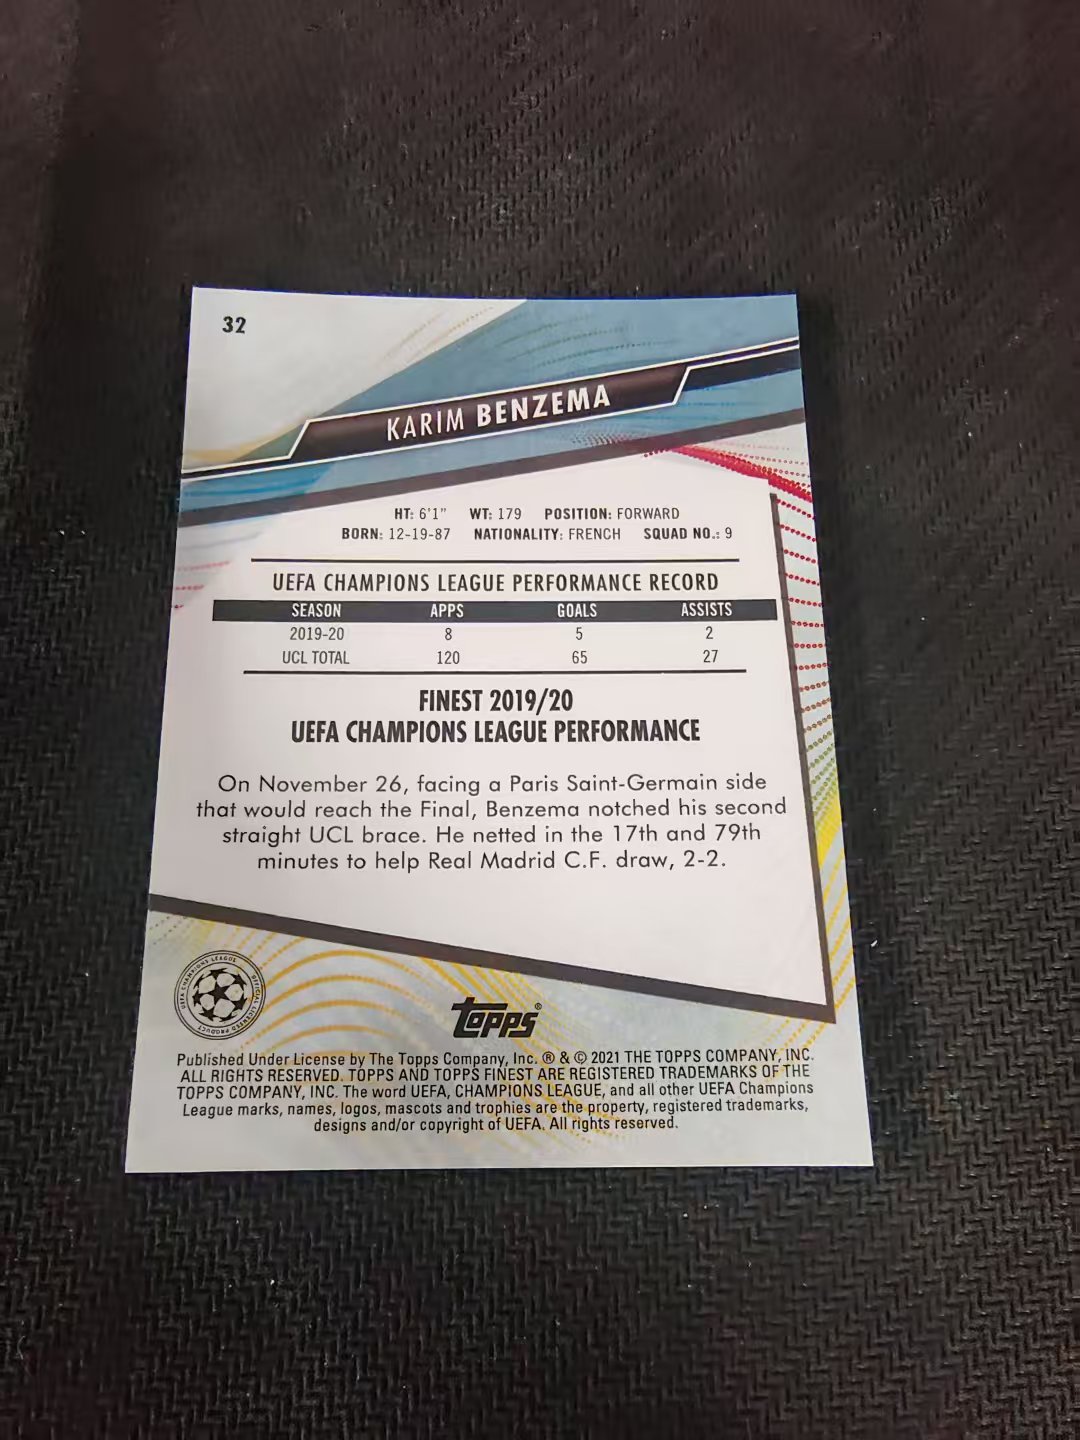 32
KARIM BENZEMA
HT: 6'1" WT: 179 POSITION: FORWARD
BORN: 12-19-87 NATIONALITY: FRENCH SQUAD NO.: 9
UEFA CHAMPIONS LEAGUE PERFORMANCE RECORD
SEASON APPS GOALS ASSISTS
2019-20 8 5 2
UCL TOTAL 120 65 27
FINEST 2019/20
UEFA CHAMPIONS LEAGUE PERFORMANCE
On November 26, facing a Paris Saint-Germain side
that would reach the Final, Benzema notched his second
straight UCL brace. He netted in the 17th and 79th
minutes to help Real Madrid C.F. draw, 2-2.
UEFA CHAMPIONS LEAGUE OFFICIAL LICENSED PRODUCT
Topps®
Published Under License by The Topps Company, Inc. ® & © 2021 THE TOPPS COMPANY, INC.
ALL RIGHTS RESERVED. TOPPS AND TOPPS FINEST ARE REGISTERED TRADEMARKS OF THE
TOPPS COMPANY, INC. The word UEFA, CHAMPIONS LEAGUE, and all other UEFA Champions
League marks, names, logos, mascots and trophies are the property, registered trademarks,
designs and/or copyright of UEFA. All rights reserved.